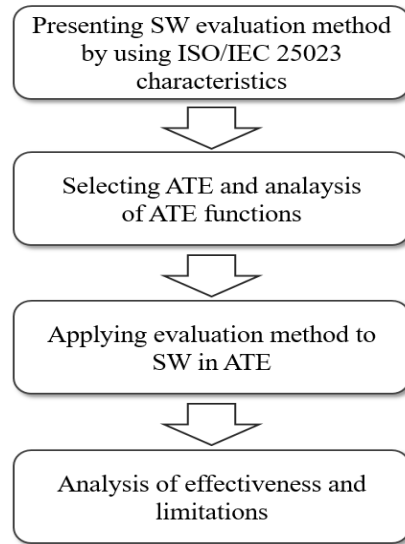 Presenting SW evaluation method
by using ISO/IEC 25023
characteristics
Selecting ATE and analaysis
of ATE functions
Applying evaluation method to
SW in ATE
Analysis of effectiveness and
limitations